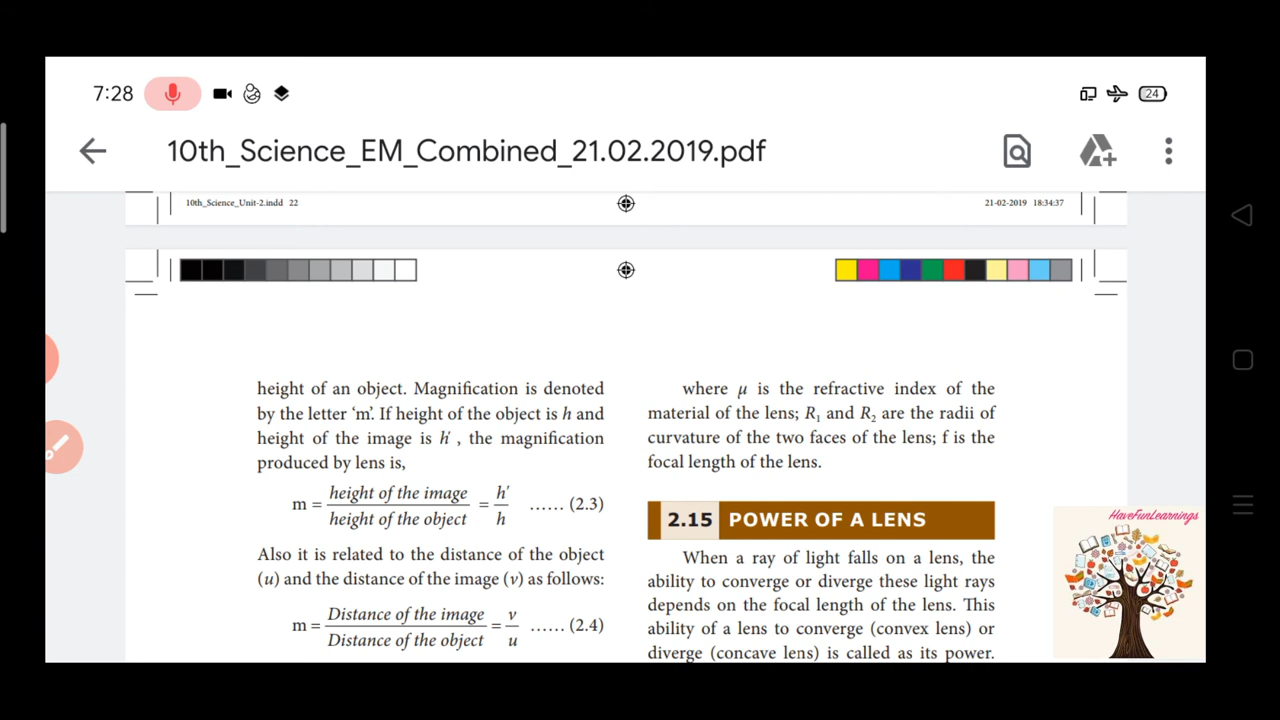 7:28
24
10th_Science_EM_Combined_21.02.2019.pdf
10th_Science_Unit-2.indd 22
21-02-2019 18:34:37
height of an object. Magnification is denoted
by the letter ‘m’. If height of the object is h and
height of the image is h′ , the magnification
produced by lens is,
m = height of the image / height of the object = h′ / h ...... (2.3)
Also it is related to the distance of the object
(u) and the distance of the image (v) as follows:
m = Distance of the image / Distance of the object = v / u ...... (2.4)
where μ is the refractive index of the
material of the lens; R₁ and R₂ are the radii of
curvature of the two faces of the lens; f is the
focal length of the lens.
2.15 POWER OF A LENS
When a ray of light falls on a lens, the
ability to converge or diverge these light rays
depends on the focal length of the lens. This
ability of a lens to converge (convex lens) or
diverge (concave lens) is called as its power.
HaveFunLearnings